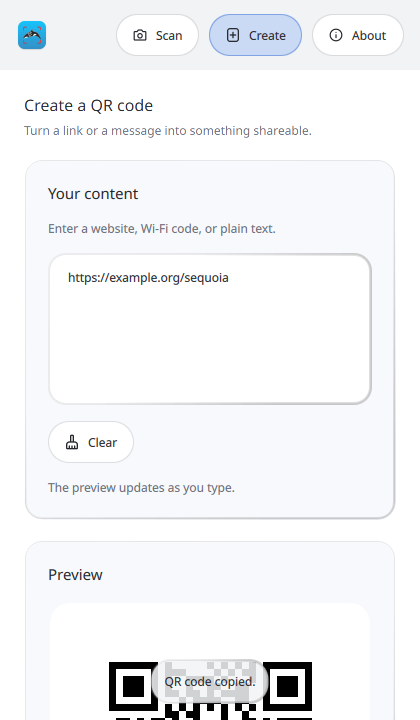 Scan
Create
About
Create a QR code
Turn a link or a message into something shareable.
Your content
Enter a website, Wi-Fi code, or plain text.
https://example.org/sequoia
Clear
The preview updates as you type.
Preview
QR code copied.